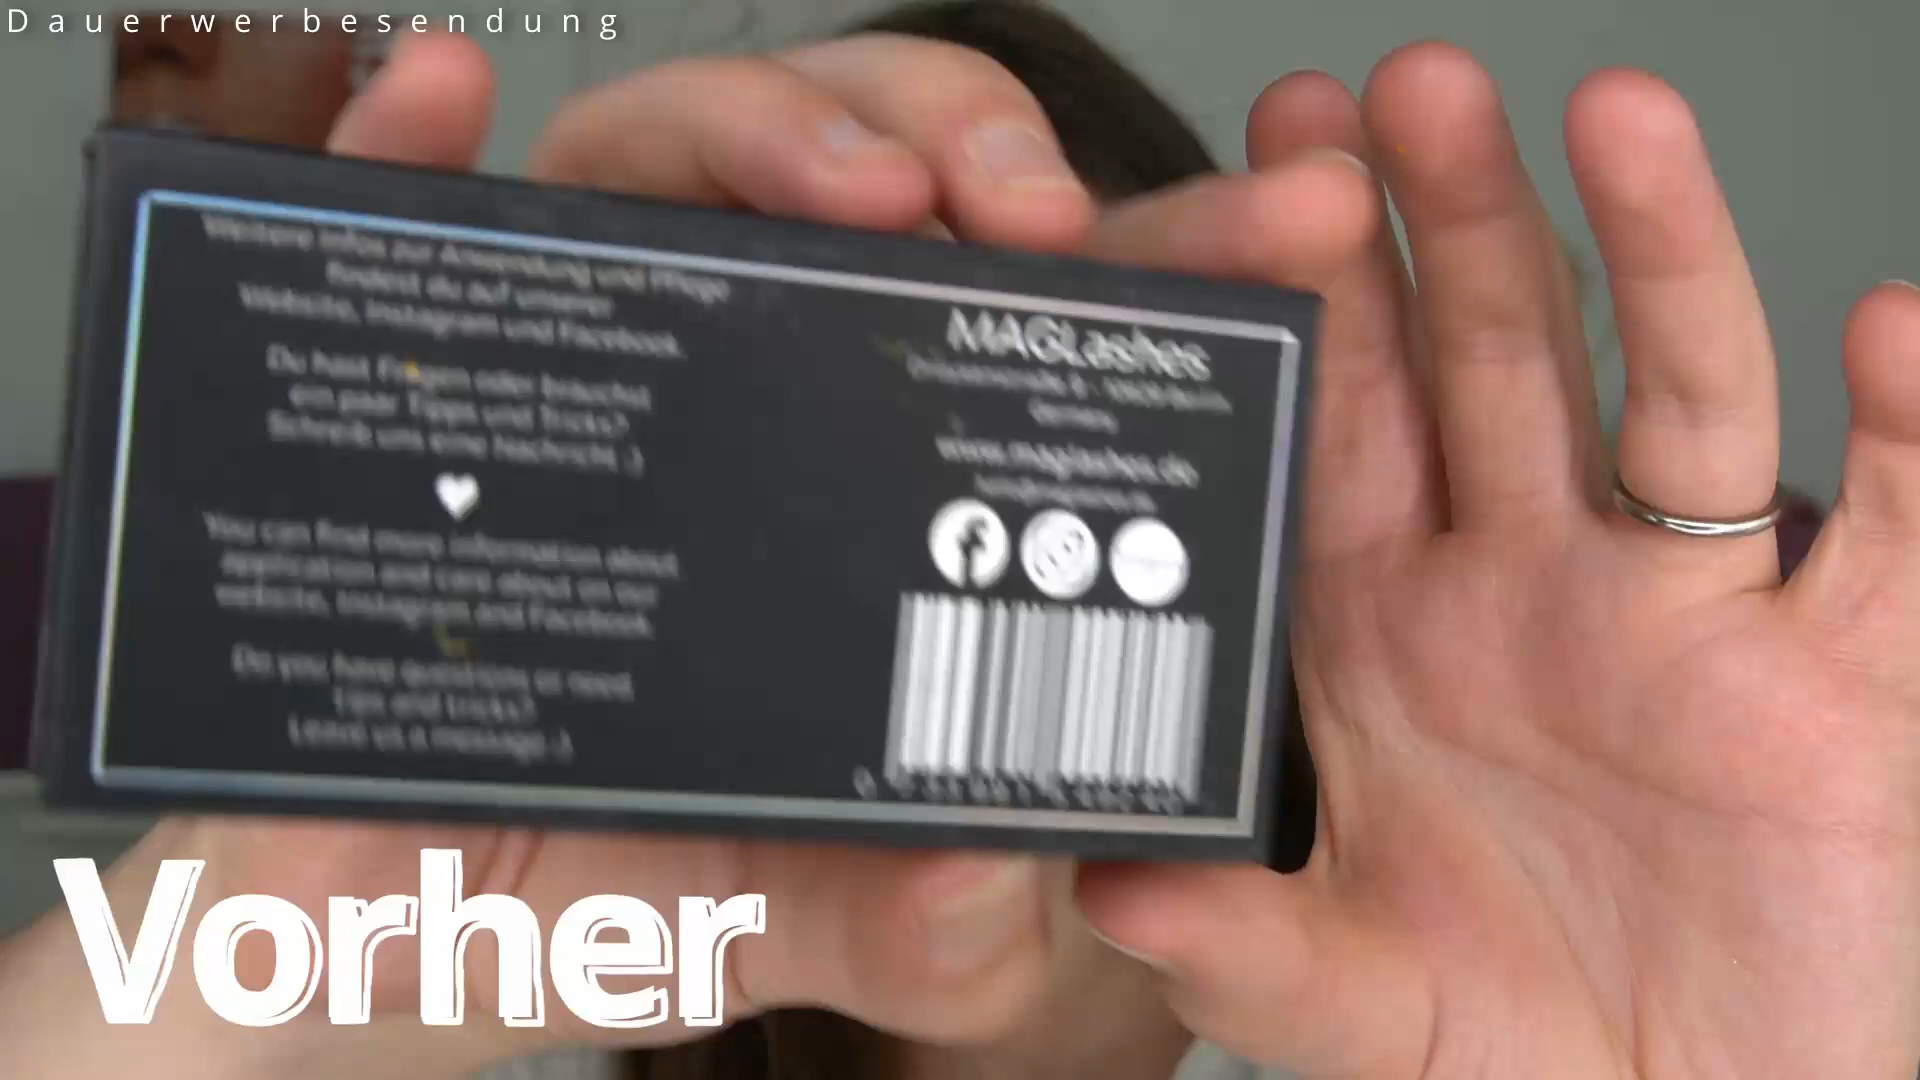 Dauerwerbesendung
Weitere Infos zur Anwendung und Pflege
findest du auf unserer
Website, Instagram und Facebook.
Du hast Fragen oder brauchst
ein paar Tipps und Tricks?
Schreib uns eine Nachricht :)
You can find more information about
application and care about on our
website, Instagram and Facebook.
Do you have questions or need
tips and tricks?
Leave us a message :)
MAGLashes
Germany
www.maglashes.de
Vorher